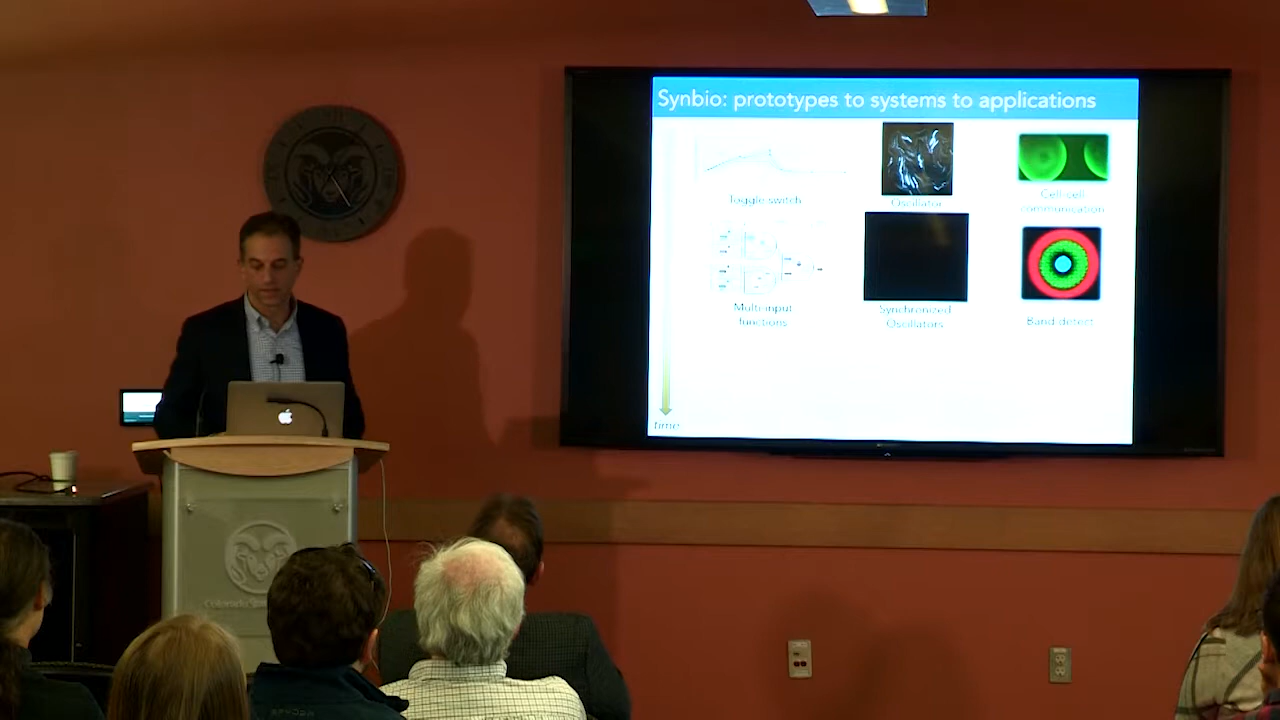 Synbio: prototypes to systems to applications
Toggle switch
Oscillator
Cell-cell
communication
Multi input
functions
Synchronized
Oscillators
Band detect
time